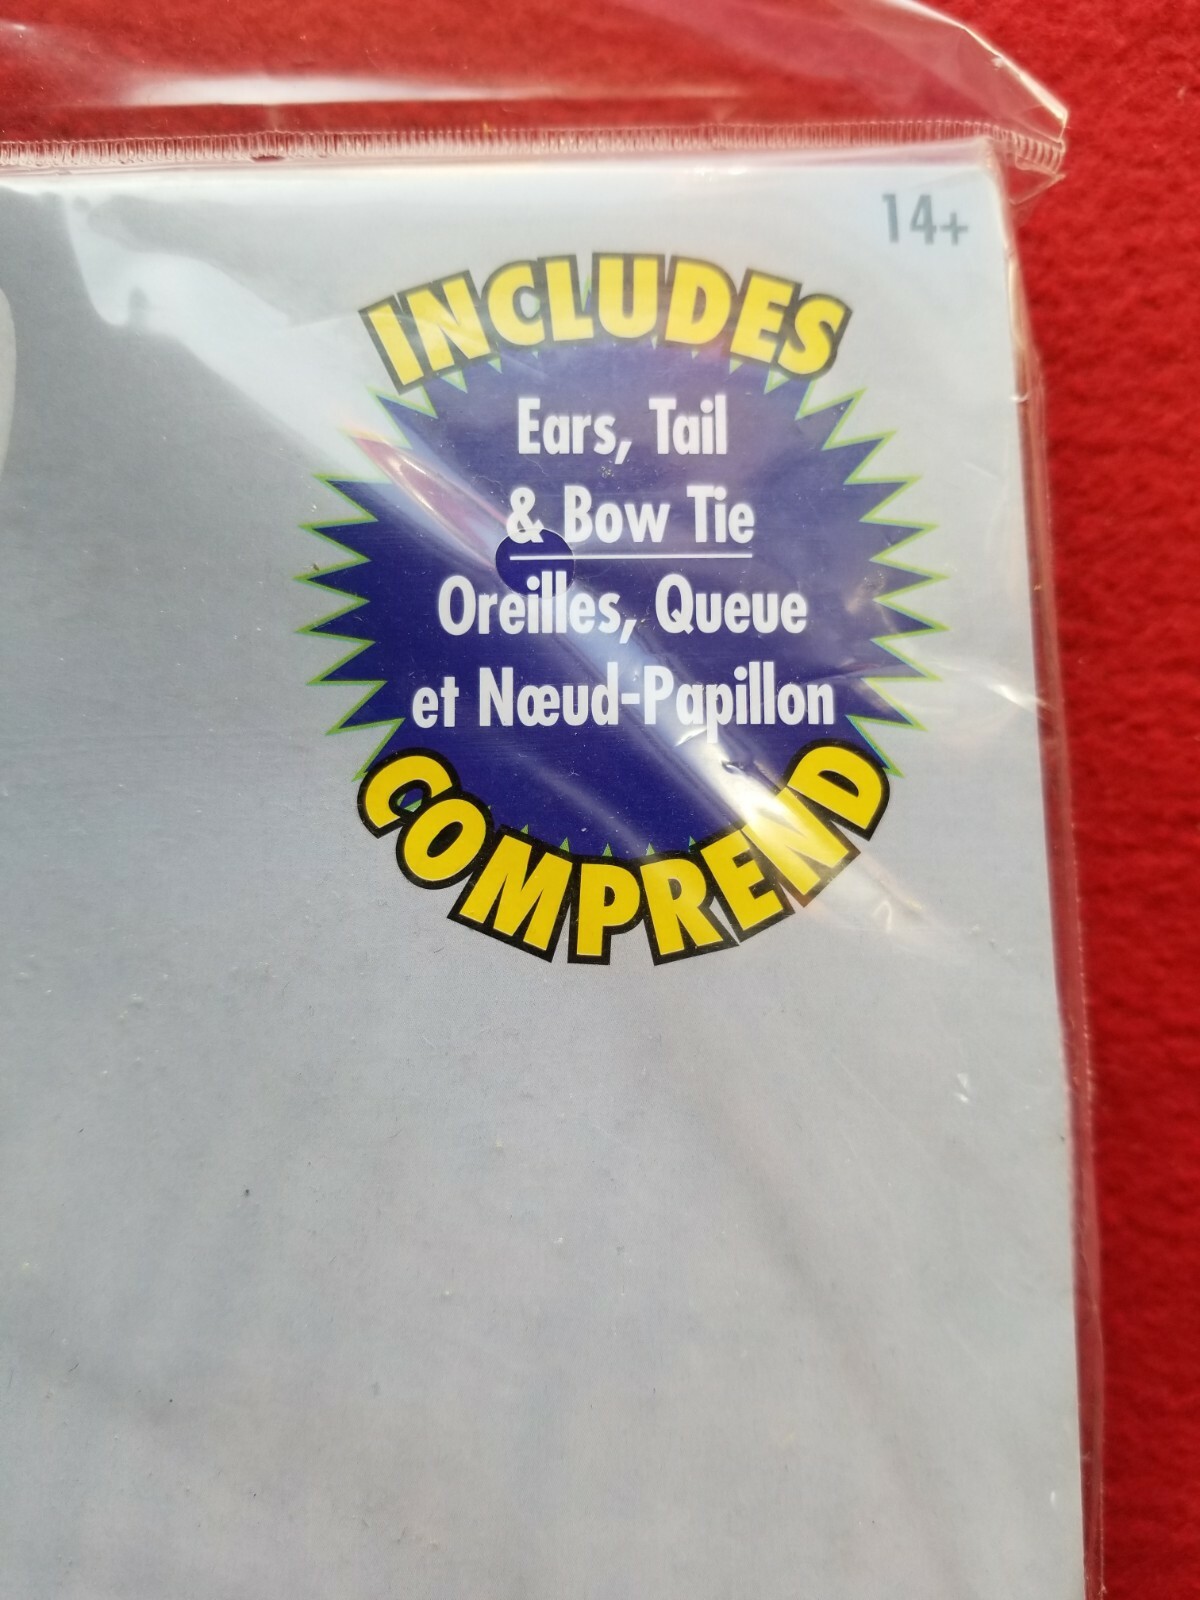 14+
INCLUDES
Ears, Tail
& Bow Tie
Oreilles, Queue
et Nœud-Papillon
COMPREND